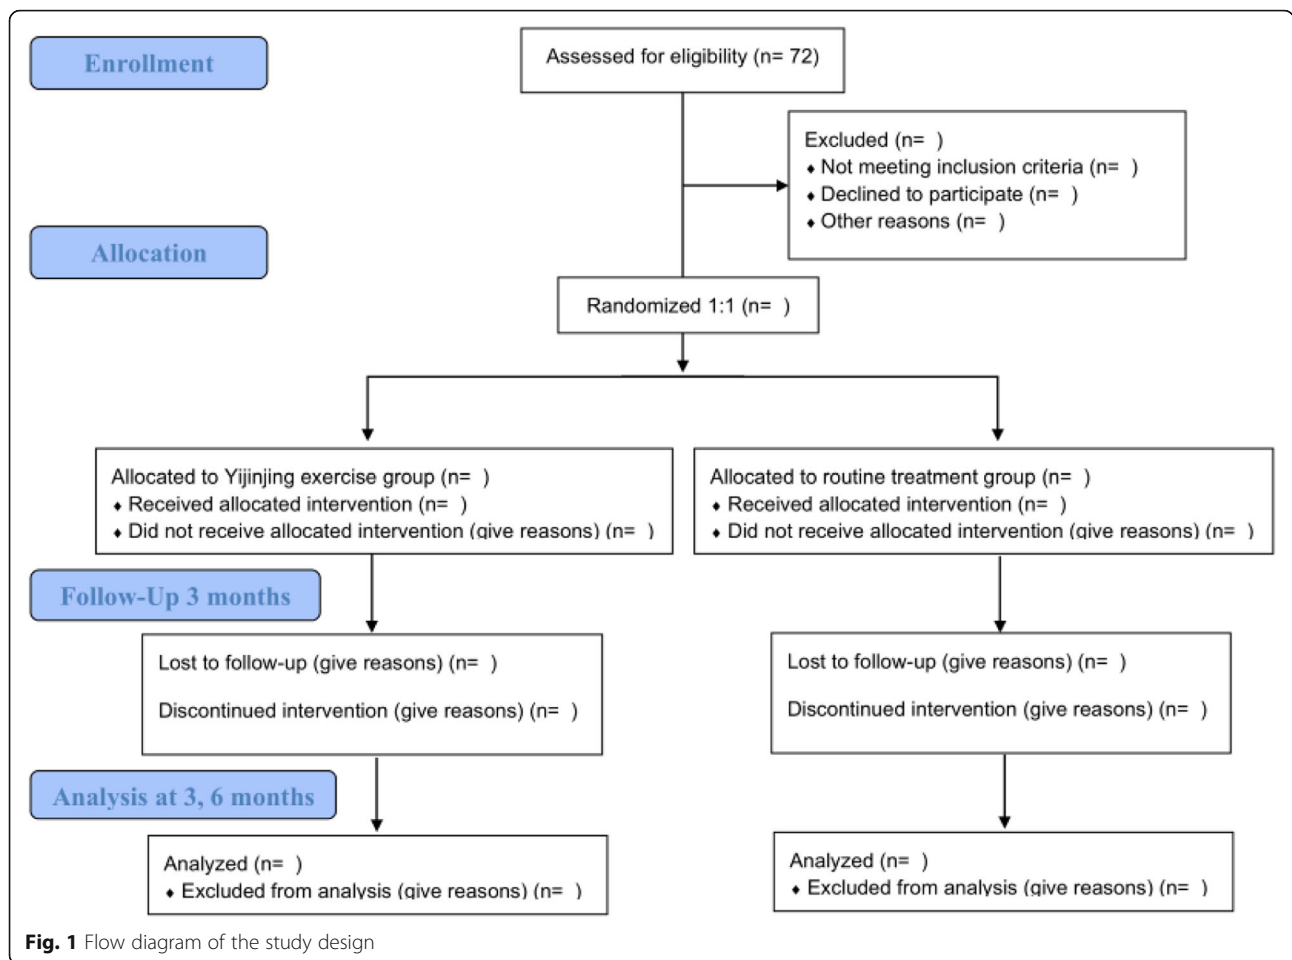 Enrollment
Assessed for eligibility (n= 72)
Excluded (n= )
♦ Not meeting inclusion criteria (n= )
♦ Declined to participate (n= )
♦ Other reasons (n= )
Allocation
Randomized 1:1 (n= )
Allocated to Yijinjing exercise group (n= )
♦ Received allocated intervention (n= )
♦ Did not receive allocated intervention (give reasons) (n= )
Allocated to routine treatment group (n= )
♦ Received allocated intervention (n= )
♦ Did not receive allocated intervention (give reasons) (n= )
Follow-Up 3 months
Lost to follow-up (give reasons) (n= )
Discontinued intervention (give reasons) (n= )
Lost to follow-up (give reasons) (n= )
Discontinued intervention (give reasons) (n= )
Analysis at 3, 6 months
Analyzed (n= )
♦ Excluded from analysis (give reasons) (n= )
Analyzed (n= )
♦ Excluded from analysis (give reasons) (n= )
Fig. 1 Flow diagram of the study design